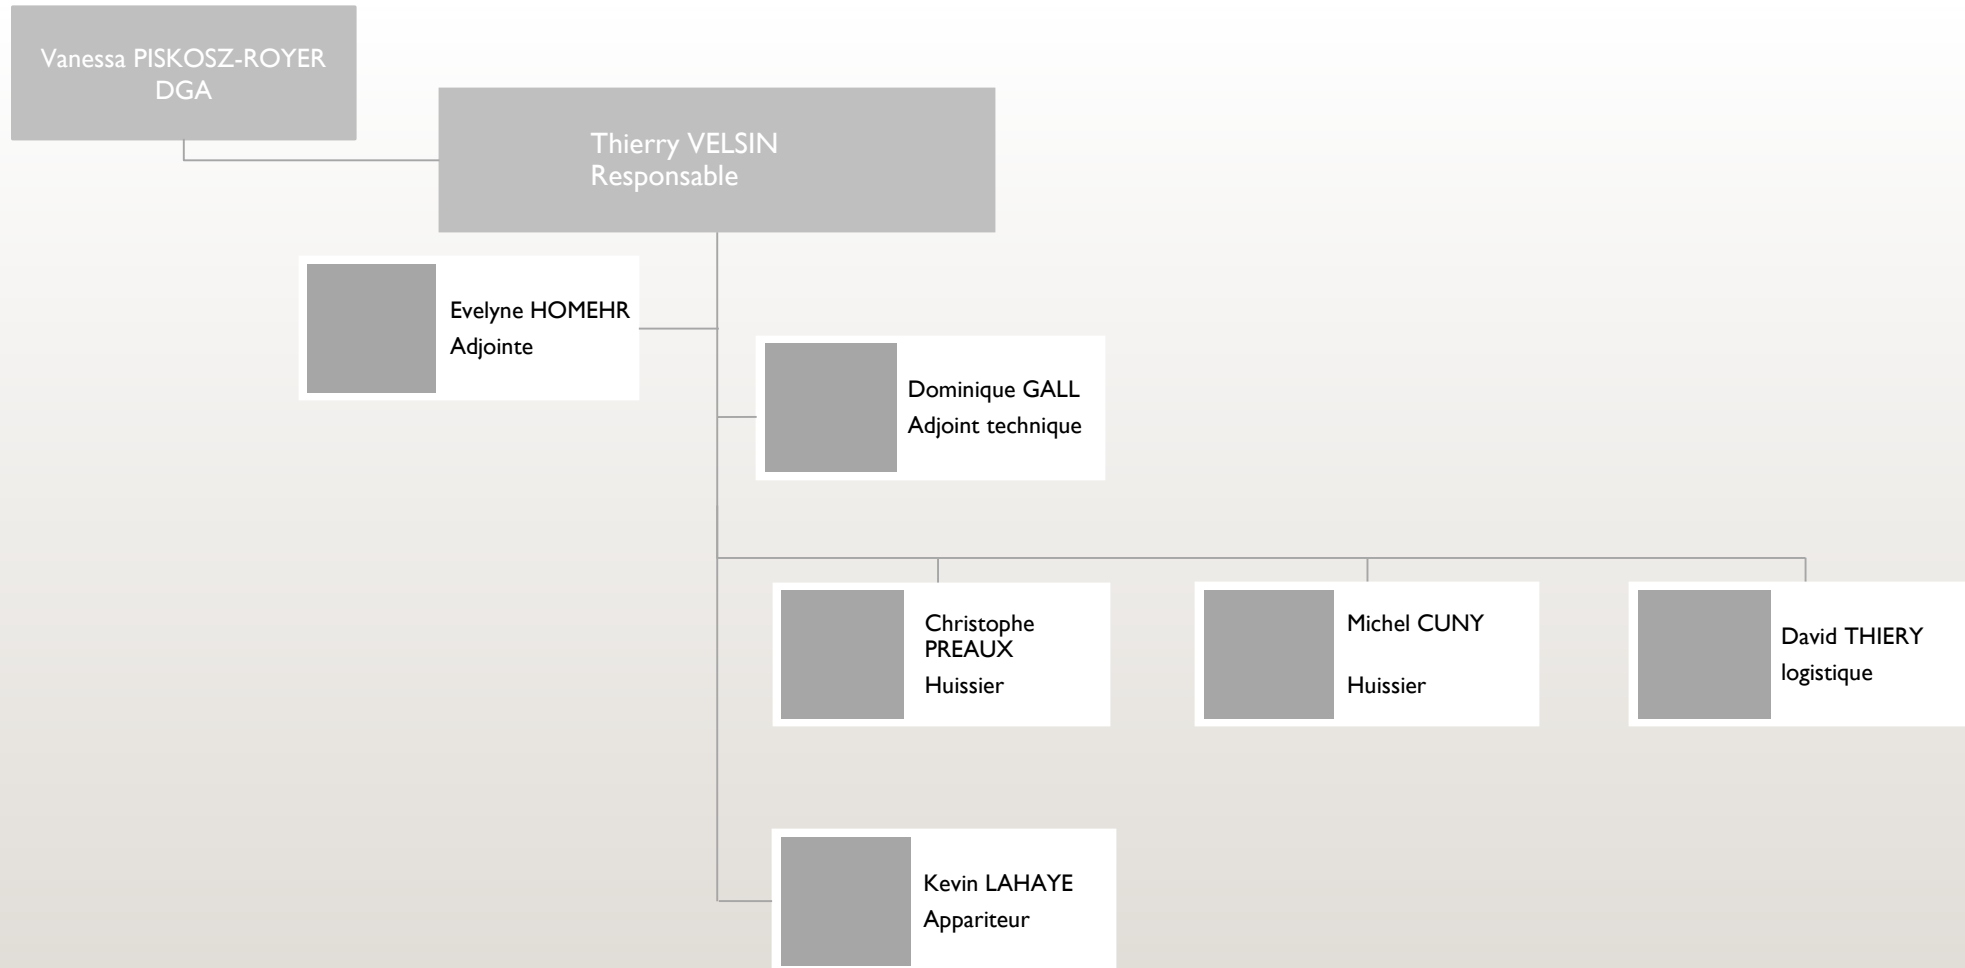 Vanessa PISKOSZ-ROYER
DGA
Thierry VELSIN
Responsable
Evelyne HOMEHR
Adjointe
Dominique GALL
Adjoint technique
Christophe
PREAUX
Huissier
Michel CUNY
Huissier
David THIERY
logistique
Kevin LAHAYE
Appariteur